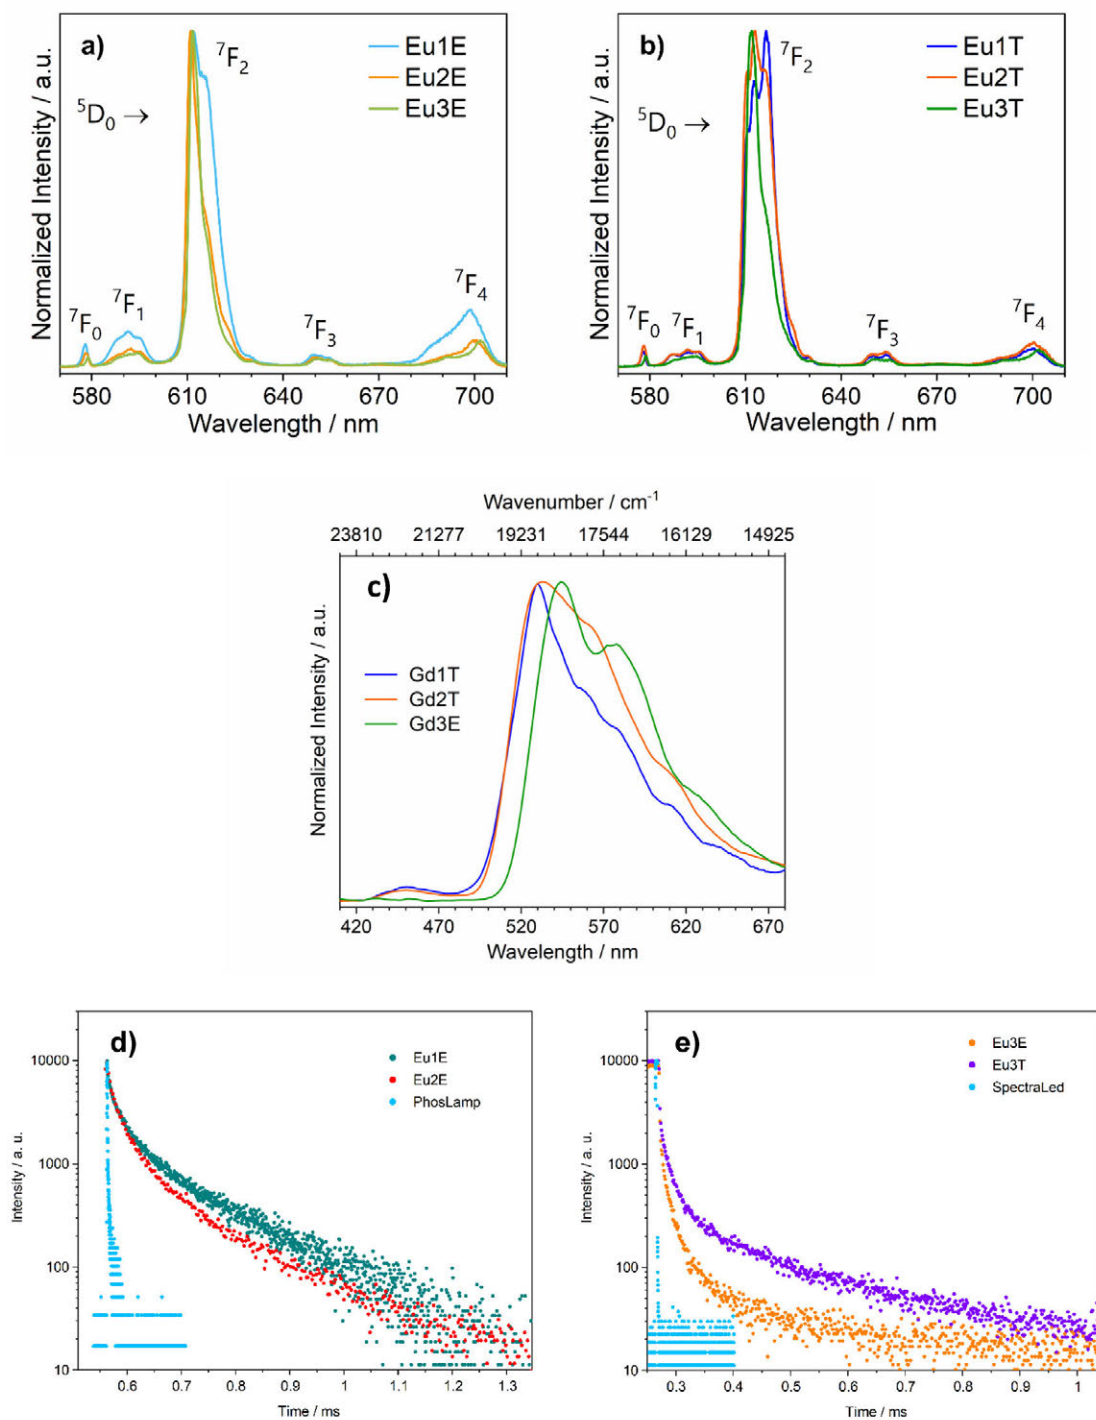 a)
Eu1E
Eu2E
Eu3E
⁷F₂
⁵D₀ →
⁷F₀
⁷F₁
⁷F₃
⁷F₄
Normalized Intensity / a.u.
580 610 640 670 700
Wavelength / nm
b)
Eu1T
Eu2T
Eu3T
⁷F₂
⁵D₀ →
⁷F₀
⁷F₁
⁷F₃
⁷F₄
Normalized Intensity / a.u.
580 610 640 670 700
Wavelength / nm
Wavenumber / cm⁻¹
23810 21277 19231 17544 16129 14925
c)
Gd1T
Gd2T
Gd3E
Normalized Intensity / a.u.
420 470 520 570 620 670
Wavelength / nm
d)
Eu1E
Eu2E
PhosLamp
10000
1000
100
10
Intensity / a. u.
0.6 0.7 0.8 0.9 1 1.1 1.2 1.3
Time / ms
e)
Eu3E
Eu3T
SpectraLed
10000
1000
100
10
Intensity / a. u.
0.3 0.4 0.5 0.6 0.7 0.8 0.9 1
Time / ms